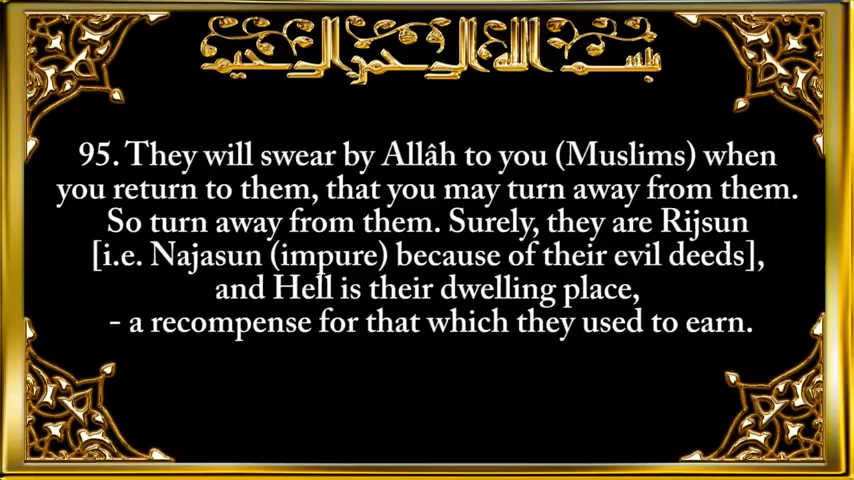 بسم الله الرحمن الرحيم
95. They will swear by Allâh to you (Muslims) when
you return to them, that you may turn away from them.
So turn away from them. Surely, they are Rijsun
[i.e. Najasun (impure) because of their evil deeds],
and Hell is their dwelling place,
- a recompense for that which they used to earn.